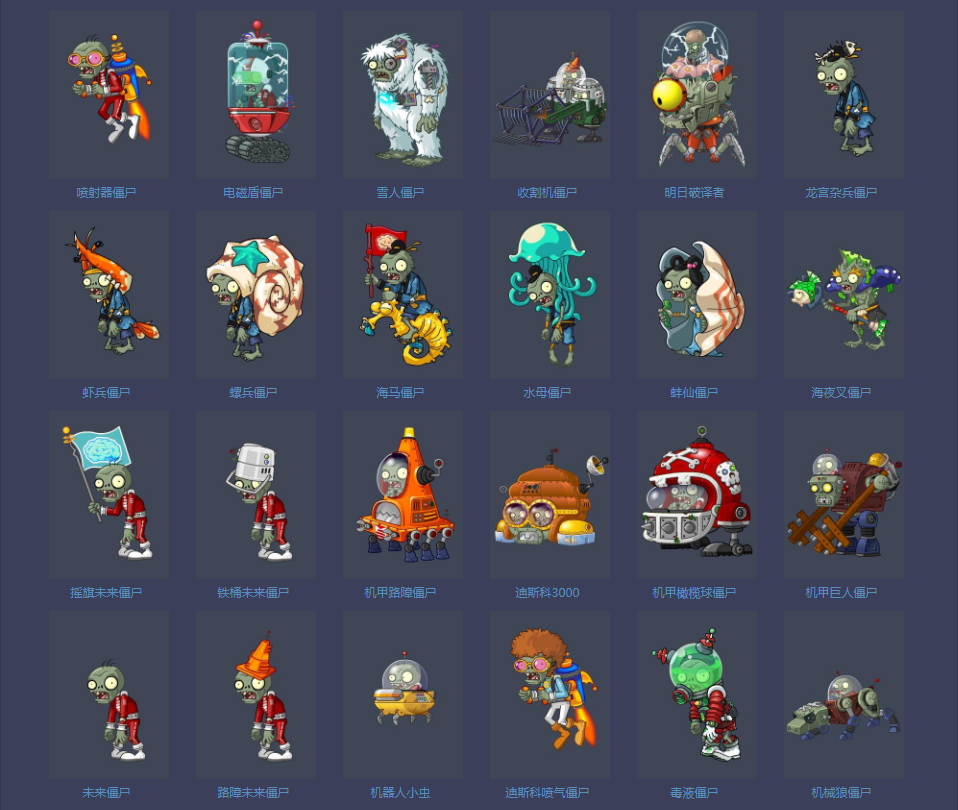 喷射器僵尸
电磁盾僵尸
雪人僵尸
收割机僵尸
明日破译者
龙宫杂兵僵尸
虾兵僵尸
螺兵僵尸
海马僵尸
水母僵尸
蚌仙僵尸
海夜叉僵尸
摇旗未来僵尸
铁桶未来僵尸
机甲路障僵尸
迪斯科3000
机甲橄榄球僵尸
机甲巨人僵尸
未来僵尸
路障未来僵尸
机器人小虫
迪斯科喷气僵尸
毒液僵尸
机械狼僵尸